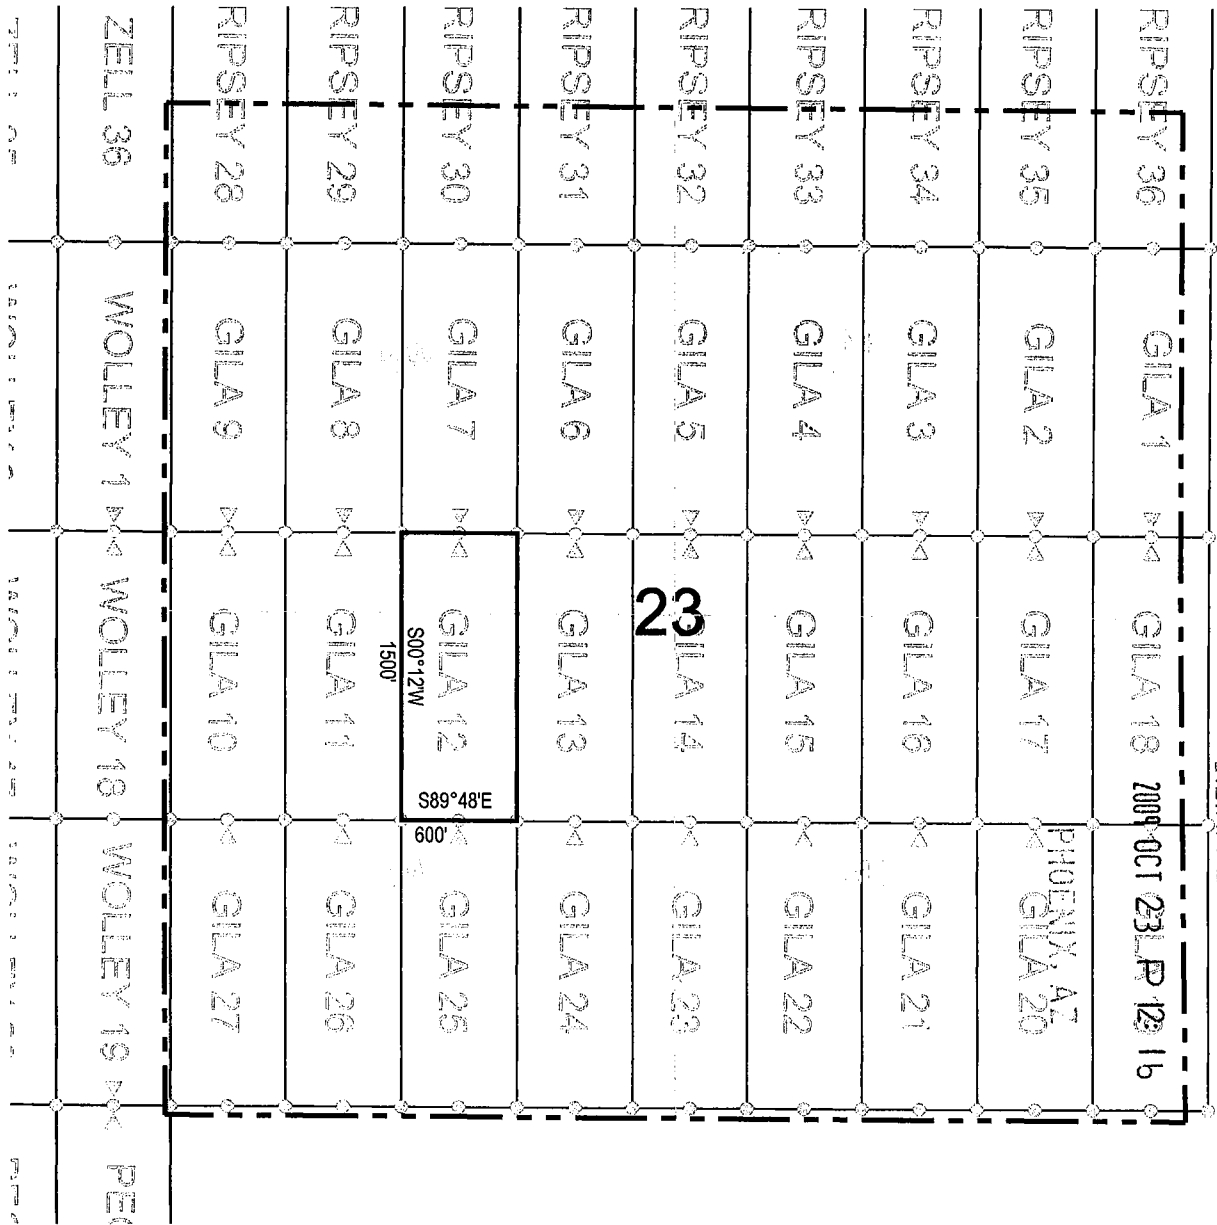 ZELL 36
RIPSEY 28
RIPSEY 29
RIPSEY 30
RIPSEY 31
RIPSEY 32
RIPSEY 33
RIPSEY 34
RIPSEY 35
RIPSEY 36
WOLLEY 1
GILA 9
GILA 8
GILA 7
GILA 6
GILA 5
GILA 4
GILA 3
GILA 2
GILA 1
23
WOLLEY 18
GILA 10
GILA 11
S00°12'W
1500'
GILA 12
S89°48'E
600'
GILA 13
GILA 14
GILA 15
GILA 16
GILA 17
GILA 18
WOLLEY 19
GILA 27
GILA 26
GILA 25
GILA 24
GILA 23
GILA 22
GILA 21
GILA 20
PHOENIX, AZ
2009 OCT 23 P 12: 16